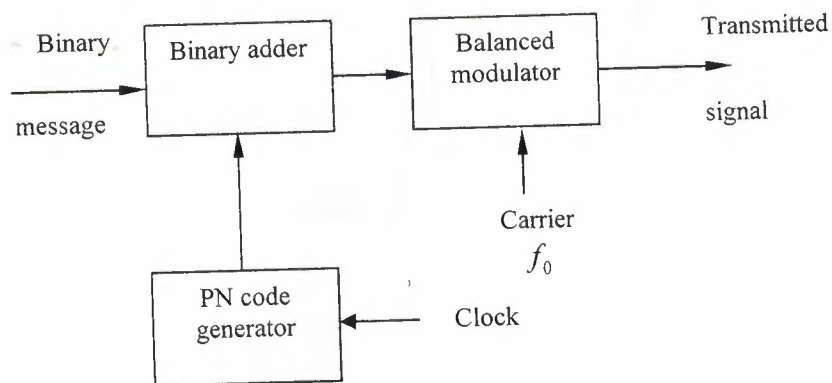 Binary
message
Binary adder
Balanced
modulator
Transmitted
signal
Carrier
f₀
PN code
generator
Clock